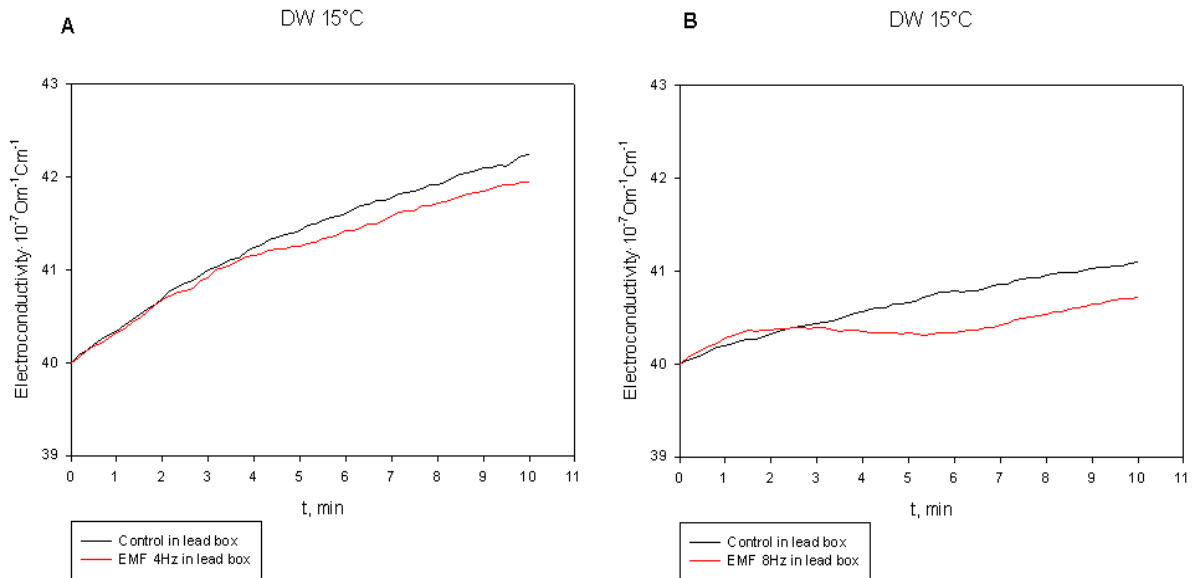 A
DW 15°C
43
42
41
40
39
Electroconductivity·10⁻⁷Om⁻¹Cm⁻¹
0 1 2 3 4 5 6 7 8 9 10 11
t, min
Control in lead box
EMF 4Hz in lead box
B
DW 15°C
43
42
41
40
39
Electroconductivity·10⁻⁷Om⁻¹Cm⁻¹
0 1 2 3 4 5 6 7 8 9 10 11
t, min
Control in lead box
EMF 8Hz in lead box